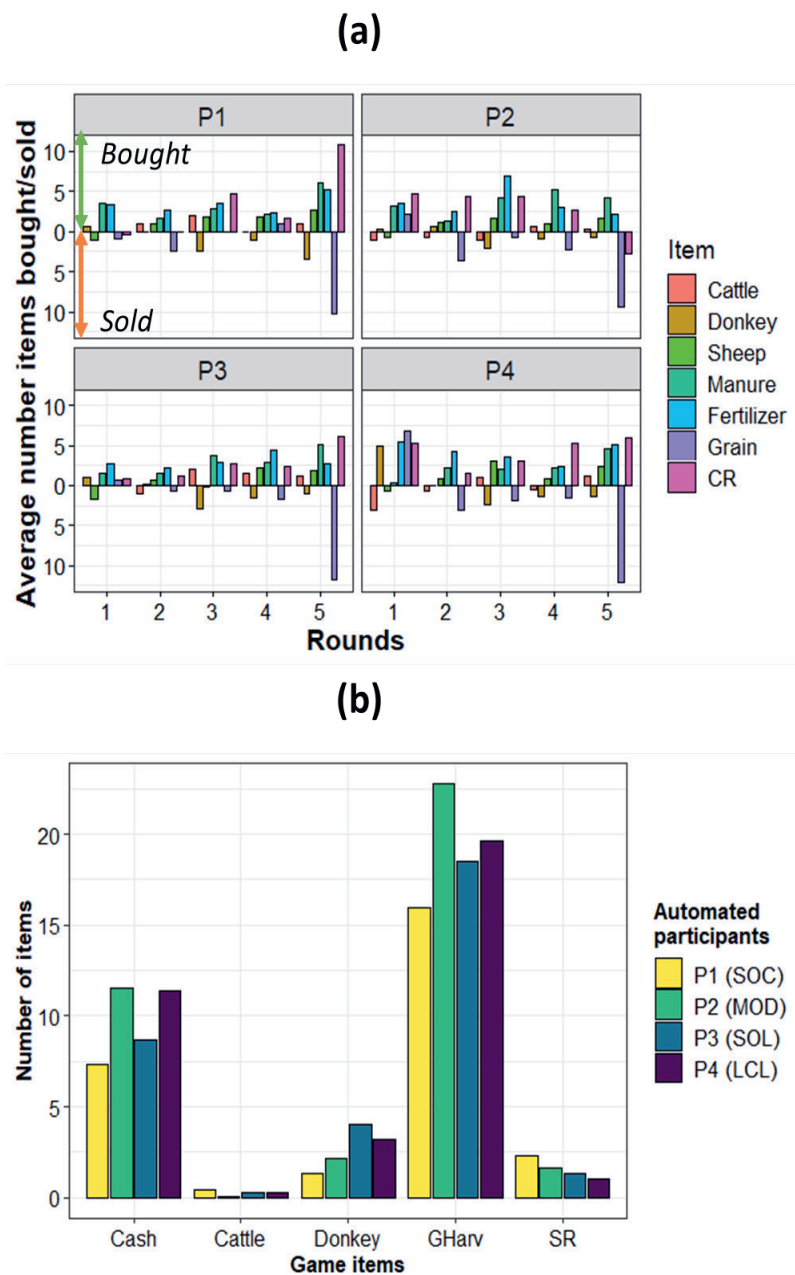 (a)
P1
P2
Average number items bought/sold
10
5
0
5
10
Bought
Sold
P3
P4
10
5
0
5
10
1 2 3 4 5
1 2 3 4 5
Rounds
Item
Cattle
Donkey
Sheep
Manure
Fertilizer
Grain
CR
(b)
Number of items
20
15
10
5
0
Cash Cattle Donkey GHarv SR
Game items
Automated
participants
P1 (SOC)
P2 (MOD)
P3 (SOL)
P4 (LCL)